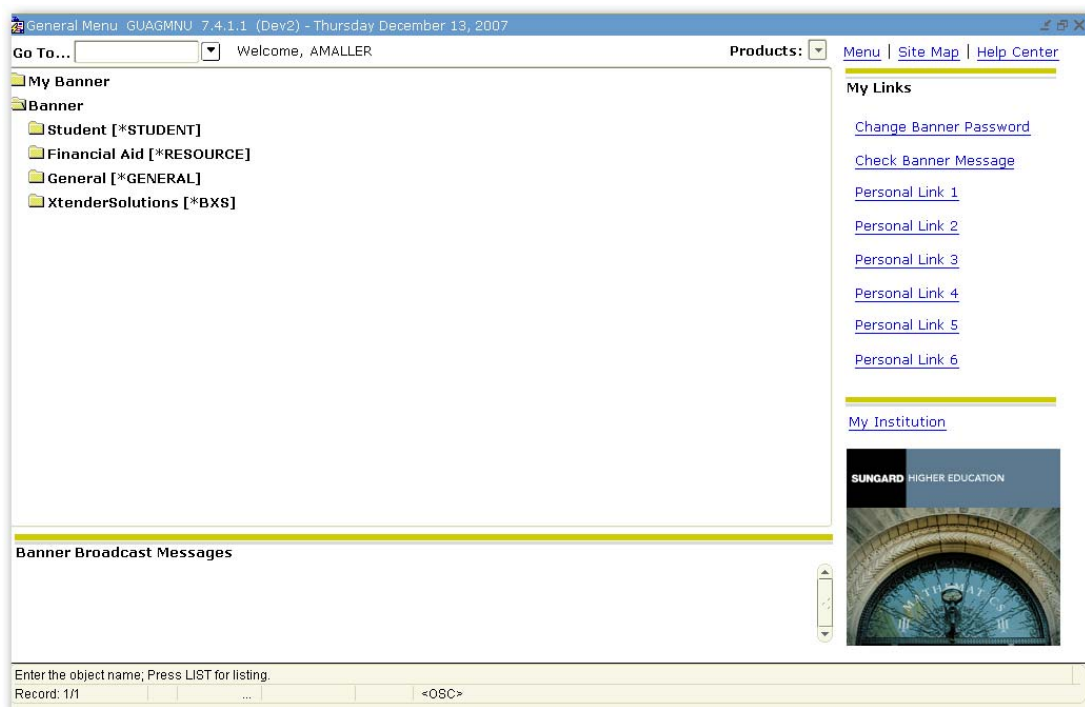 General Menu GUAGMNU 7.4.1.1 (Dev2) - Thursday December 13, 2007
Go To... Welcome, AMALLER Products: Menu | Site Map | Help Center
My Banner
Banner
Student [*STUDENT]
Financial Aid [*RESOURCE]
General [*GENERAL]
XtenderSolutions [*BXS]
My Links
Change Banner Password
Check Banner Message
Personal Link 1
Personal Link 2
Personal Link 3
Personal Link 4
Personal Link 5
Personal Link 6
My Institution
SUNGARD HIGHER EDUCATION
MATHEMATICS
Banner Broadcast Messages
Enter the object name; Press LIST for listing.
Record: 1/1 ... <OSC>